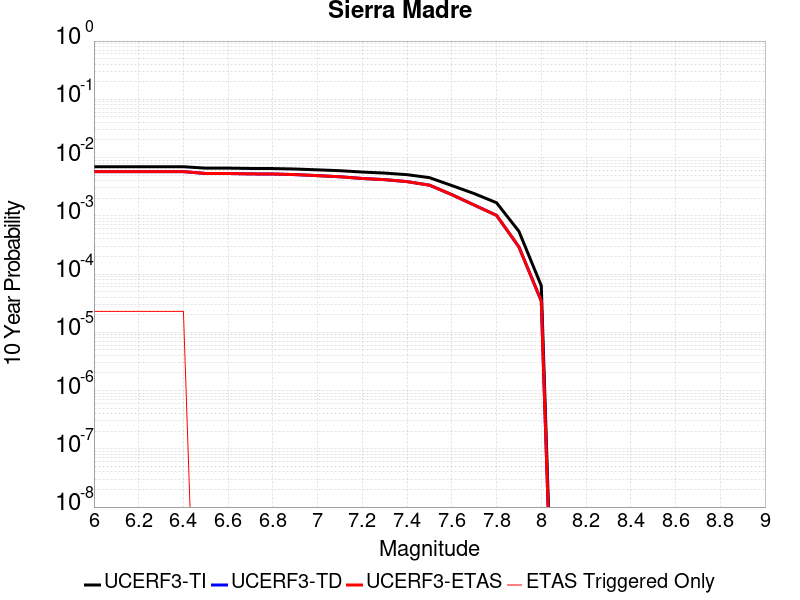 Sierra Madre
10^0
10^-1
10^-2
10^-3
10^-4
10^-5
10^-6
10^-7
10^-8
10 Year Probability
6 6.2 6.4 6.6 6.8 7 7.2 7.4 7.6 7.8 8 8.2 8.4 8.6 8.8 9
Magnitude
UCERF3-TI UCERF3-TD UCERF3-ETAS ETAS Triggered Only